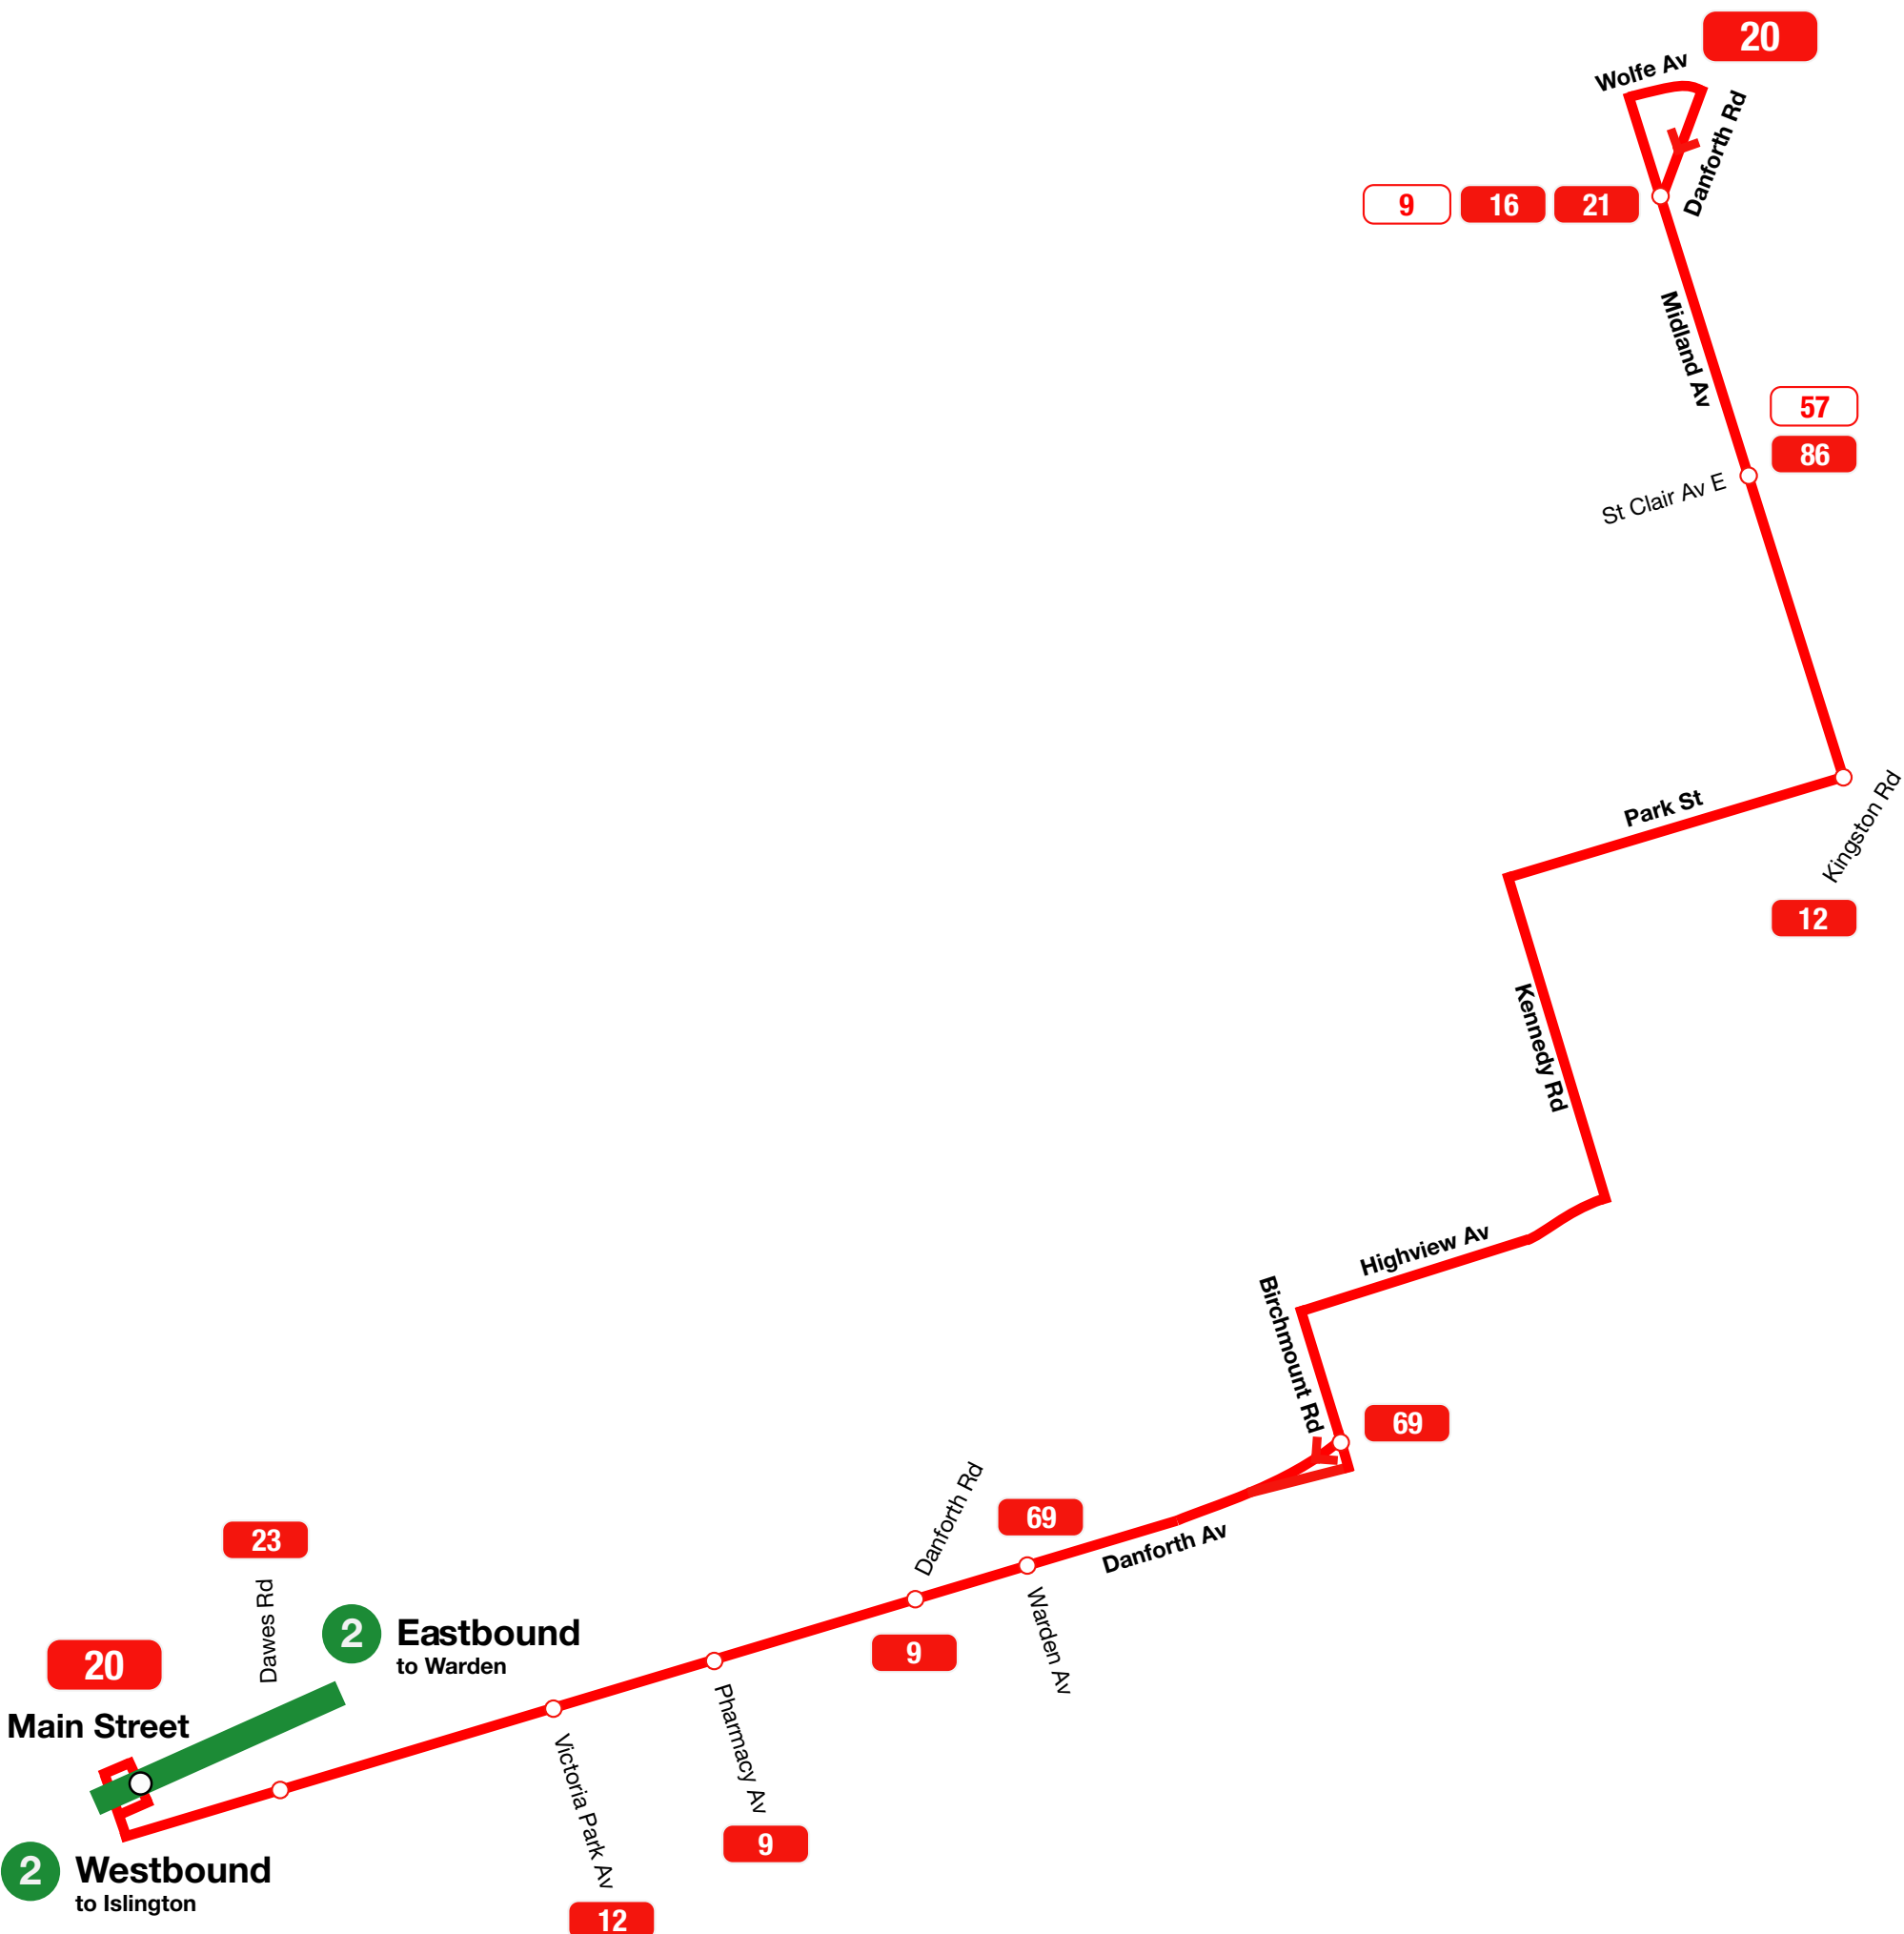 20
Wolfe Av
Danforth Rd
9
16
21
Midland Av
57
86
St Clair Av E
Park St
Kingston Rd
12
Kennedy Rd
Highview Av
Birchmount Rd
69
Danforth Rd
69
Danforth Av
23
Dawes Rd
2
Eastbound
to Warden
9
Warden Av
20
Main Street
Pharmacy Av
Victoria Park Av
9
2
Westbound
to Islington
12